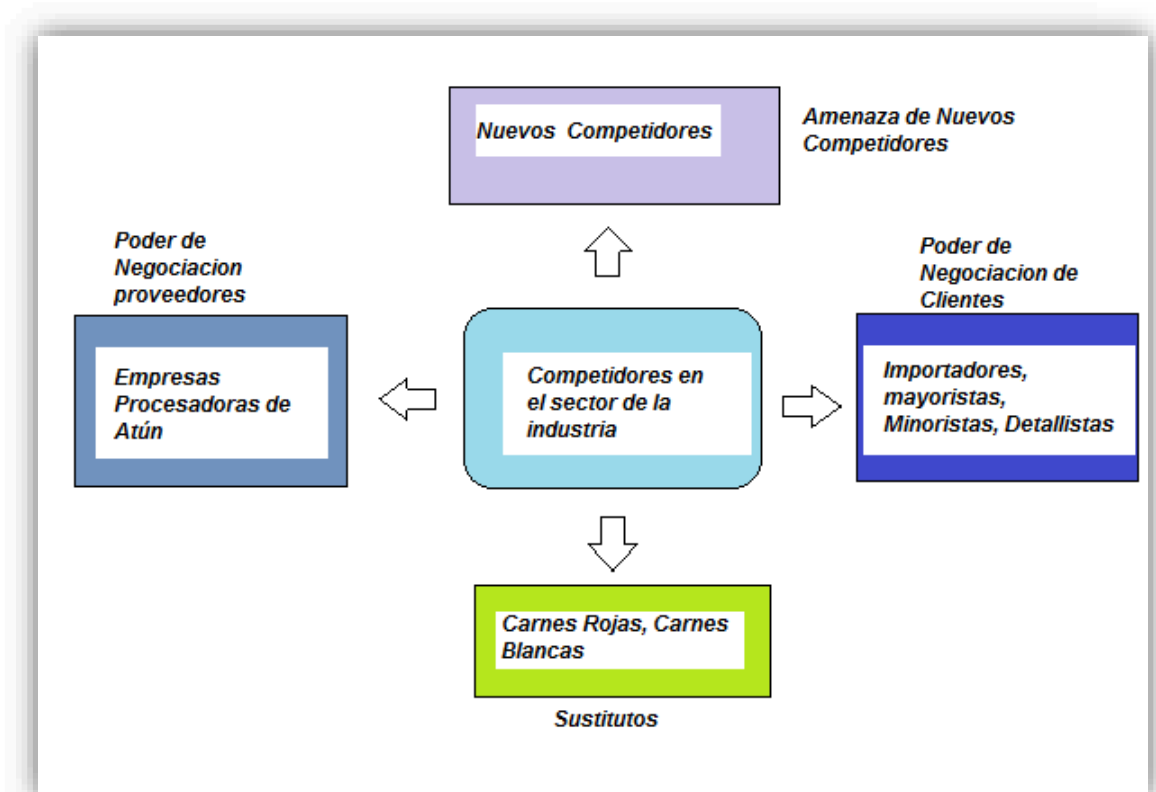 Nuevos Competidores
Amenaza de Nuevos
Competidores
Poder de
Negociacion
proveedores
Empresas
Procesadoras de
Atún
Competidores en
el sector de la
industria
Poder de
Negociacion de
Clientes
Importadores,
mayoristas,
Minoristas, Detallistas
Carnes Rojas, Carnes
Blancas
Sustitutos